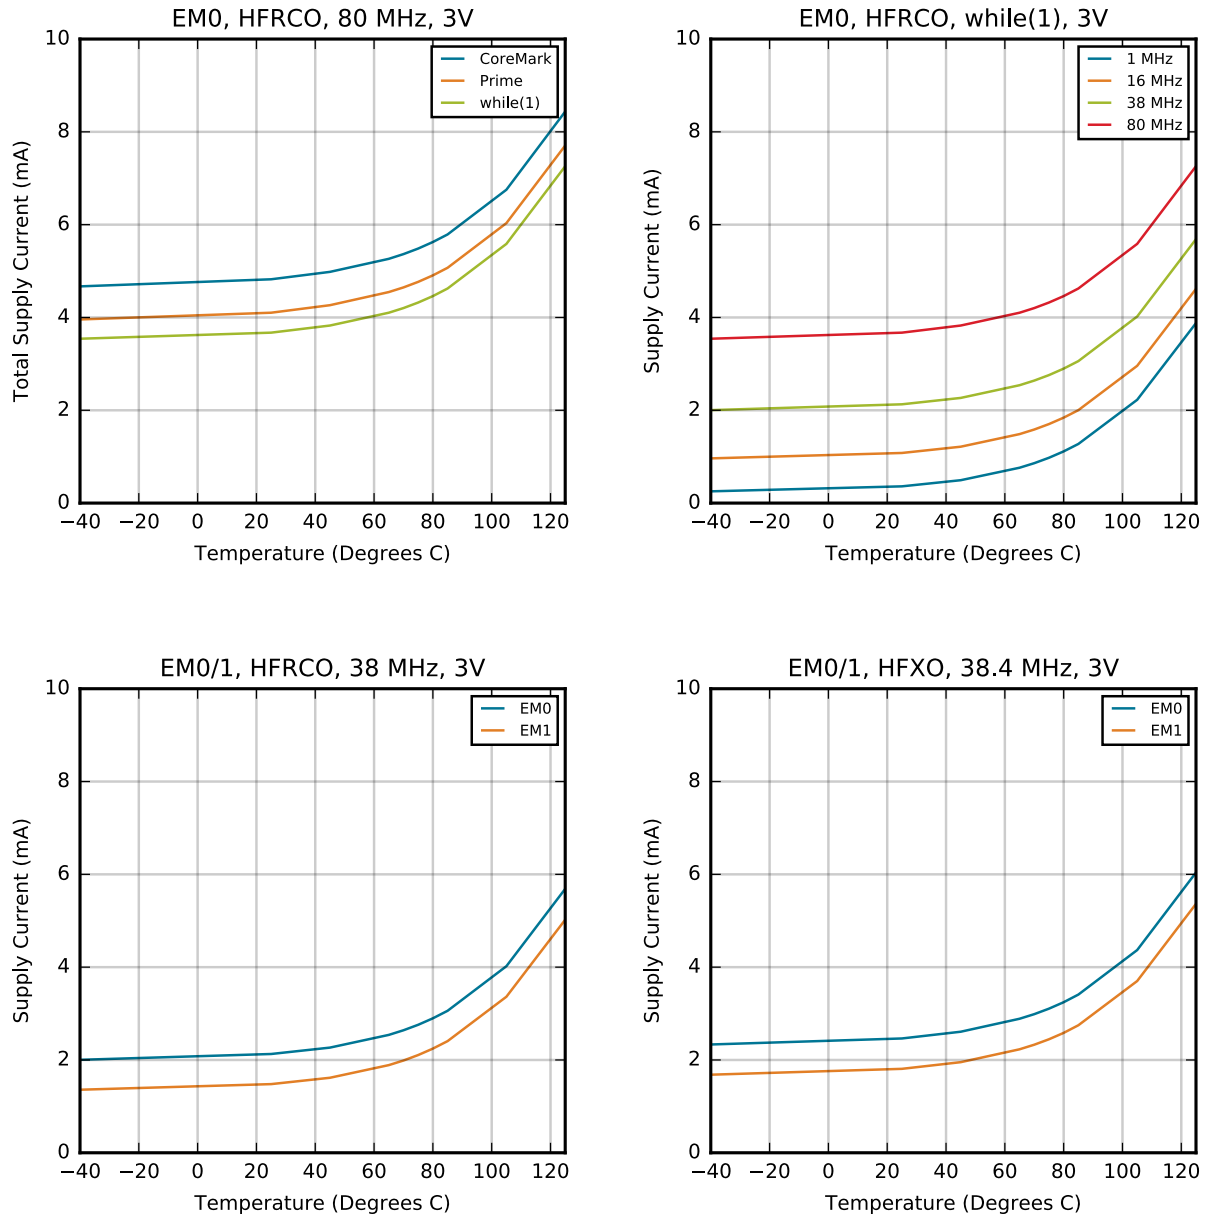 EM0, HFRCO, 80 MHz, 3V
10
8
6
4
2
0
Total Supply Current (mA)
CoreMark
Prime
while(1)
−40 −20 0 20 40 60 80 100 120
Temperature (Degrees C)
EM0, HFRCO, while(1), 3V
10
8
6
4
2
0
Supply Current (mA)
1 MHz
16 MHz
38 MHz
80 MHz
−40 −20 0 20 40 60 80 100 120
Temperature (Degrees C)
EM0/1, HFRCO, 38 MHz, 3V
10
8
6
4
2
0
Supply Current (mA)
EM0
EM1
−40 −20 0 20 40 60 80 100 120
Temperature (Degrees C)
EM0/1, HFXO, 38.4 MHz, 3V
10
8
6
4
2
0
Supply Current (mA)
EM0
EM1
−40 −20 0 20 40 60 80 100 120
Temperature (Degrees C)